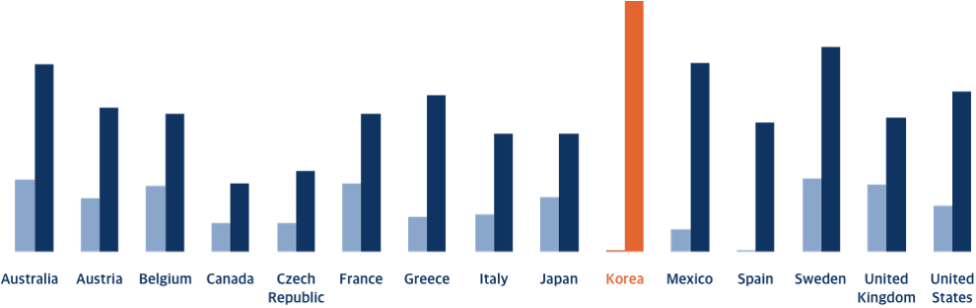 Australia
Austria
Belgium
Canada
Czech
Republic
France
Greece
Italy
Japan
Korea
Mexico
Spain
Sweden
United
Kingdom
United
States